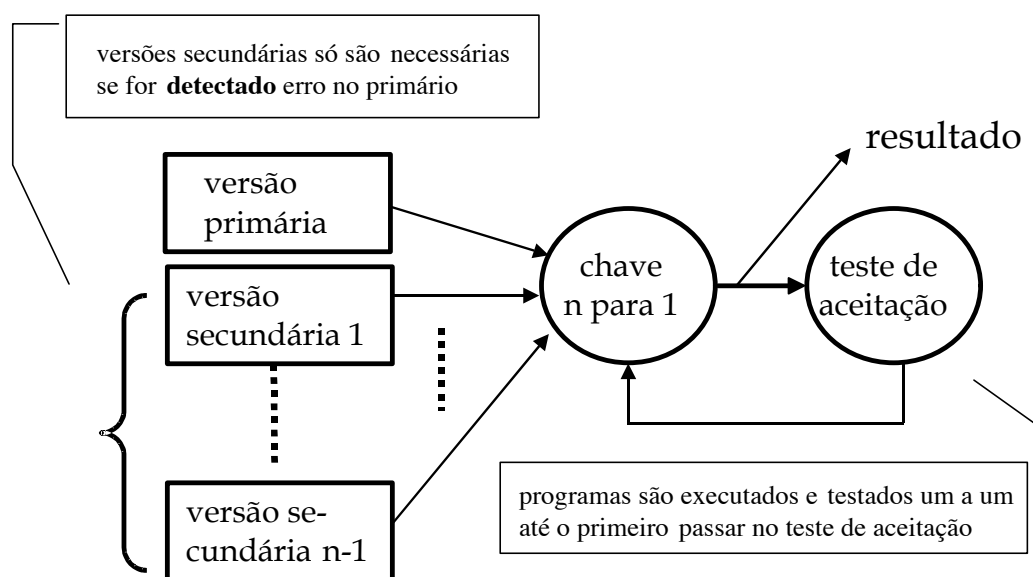 versões secundárias só são necessárias
se for detectado erro no primário
resultado
versão
primária
chave
n para 1
teste de
aceitação
versão
secundária 1
versão se-
cundária n-1
programas são executados e testados um a um
até o primeiro passar no teste de aceitação